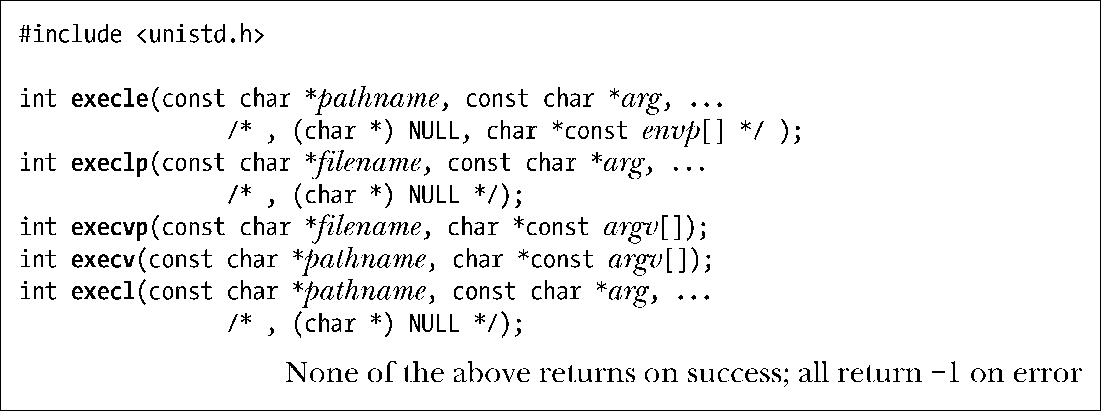 #include <unistd.h>
int execle(const char *pathname, const char *arg, ...
/* , (char *) NULL, char *const envp[] */ );
int execlp(const char *filename, const char *arg, ...
/* , (char *) NULL */);
int execvp(const char *filename, char *const argv[]);
int execv(const char *pathname, char *const argv[]);
int execl(const char *pathname, const char *arg, ...
/* , (char *) NULL */);
None of the above returns on success; all return −1 on error